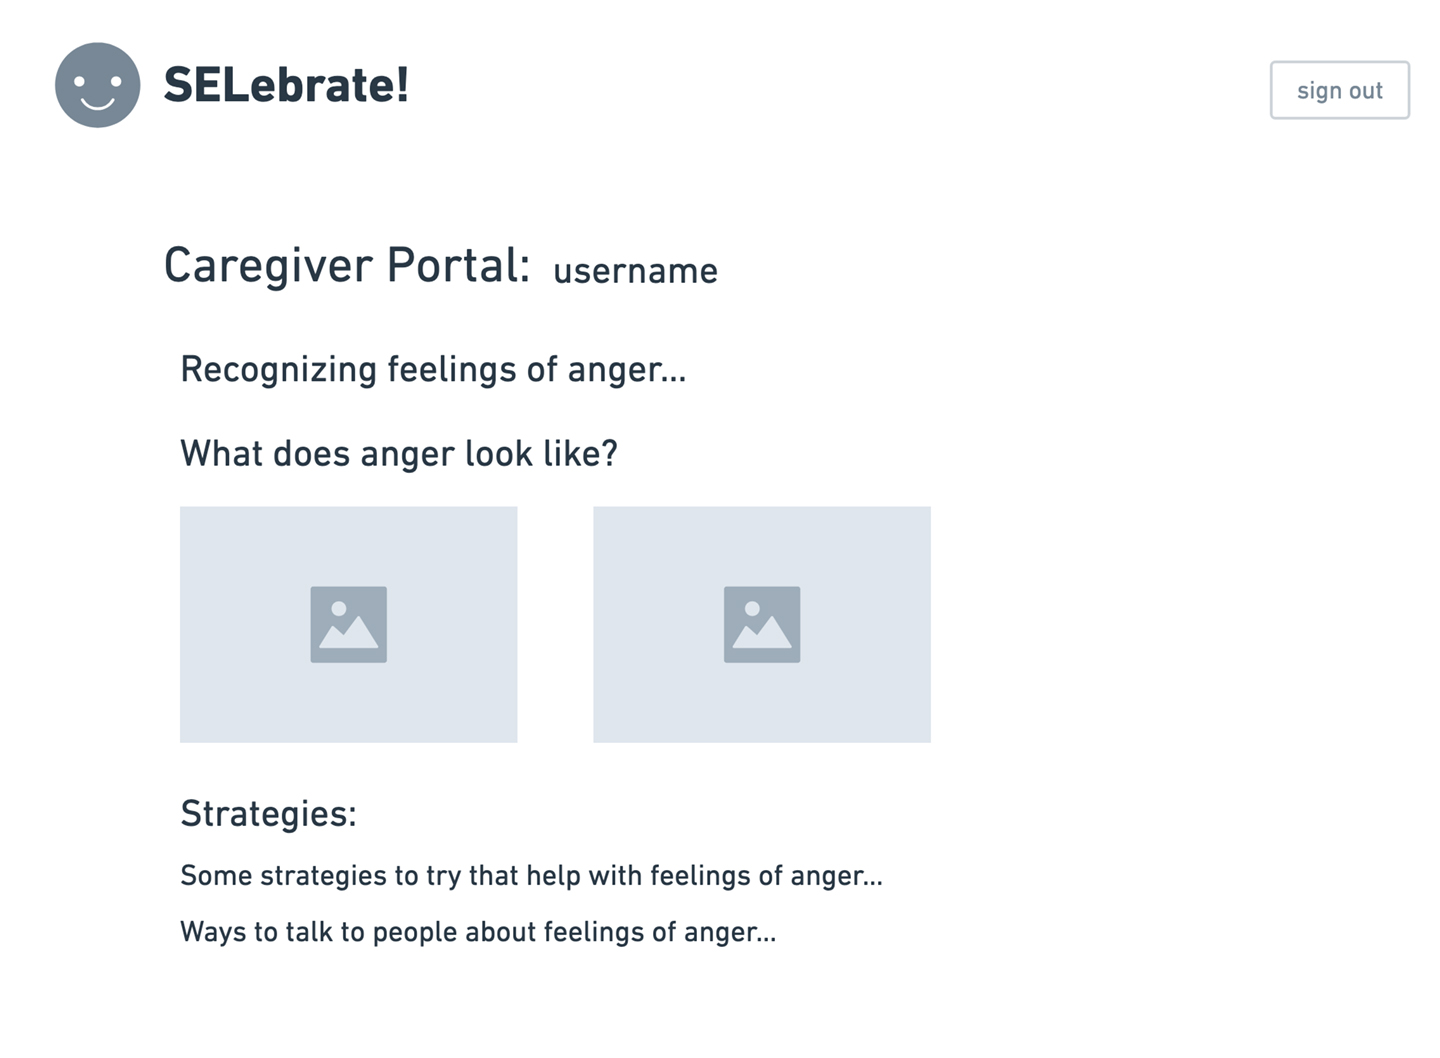 SELebrate!
sign out
Caregiver Portal: username
Recognizing feelings of anger...
What does anger look like?
Strategies:
Some strategies to try that help with feelings of anger...
Ways to talk to people about feelings of anger...